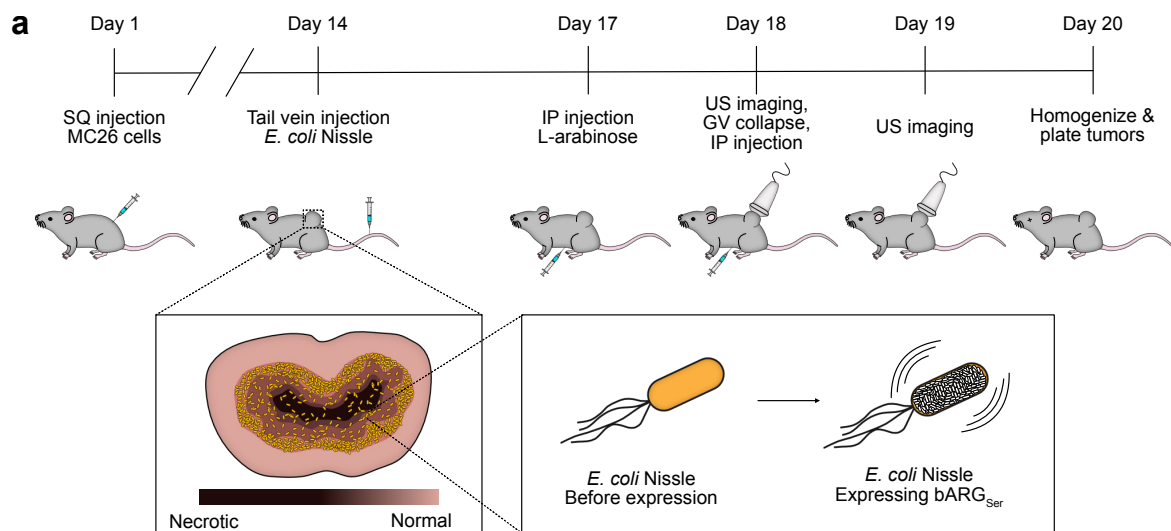 a
Day 1
Day 14
Day 17
Day 18
Day 19
Day 20
SQ injection
MC26 cells
Tail vein injection
E. coli Nissle
IP injection
L-arabinose
US imaging,
GV collapse,
IP injection
US imaging
Homogenize &
plate tumors
Necrotic
Normal
E. coli Nissle
Before expression
E. coli Nissle
Expressing bARGSer